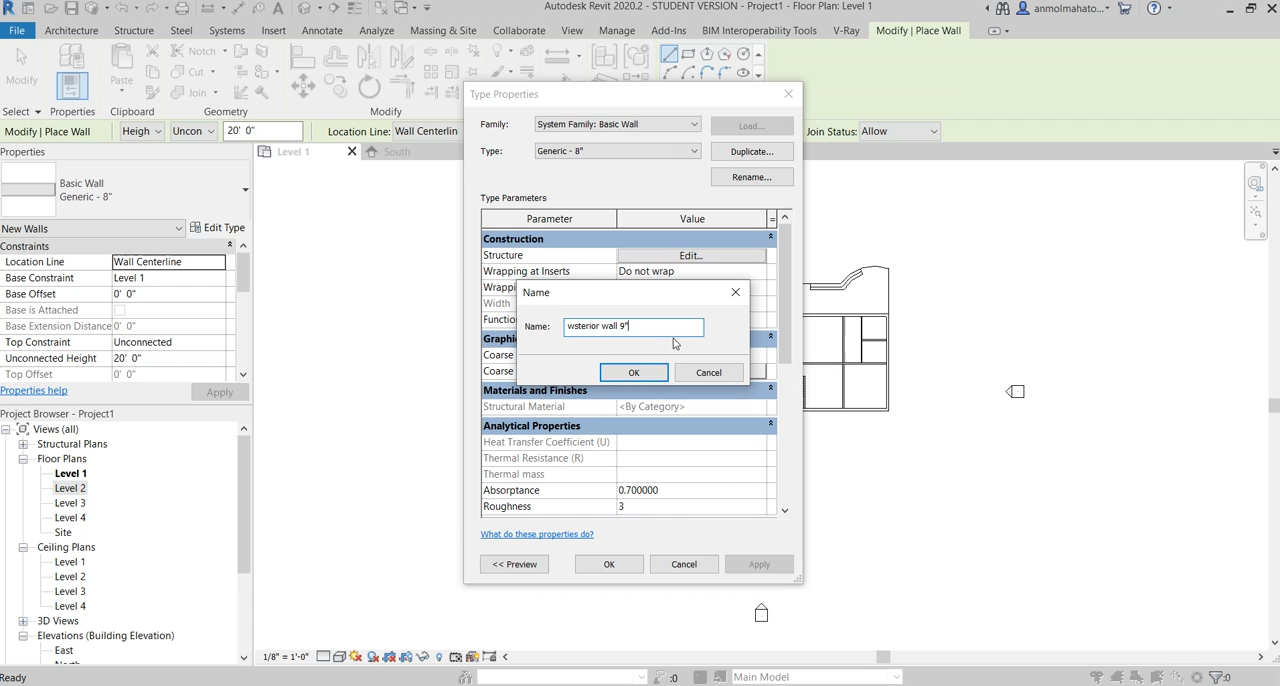 Autodesk Revit 2020.2 - STUDENT VERSION - Project1 - Floor Plan: Level 1
anmolmahato...
File Architecture Structure Steel Systems Insert Annotate Analyze Massing & Site Collaborate View Manage Add-Ins BIM Interoperability Tools V-Ray Modify | Place Wall
Modify Paste Notch Cut Join
Select Properties Clipboard Geometry Modify
Modify | Place Wall Heigh Uncon 20' 0" Location Line: Wall Centerlin Join Status: Allow
Properties
Level 1 South
Basic Wall
Generic - 8"
New Walls Edit Type
Constraints
Location Line Wall Centerline
Base Constraint Level 1
Base Offset 0' 0"
Base is Attached
Base Extension Distance 0' 0"
Top Constraint Unconnected
Unconnected Height 20' 0"
Top Offset 0' 0"
Properties help Apply
Project Browser - Project1
Views (all)
Structural Plans
Floor Plans
Level 1
Level 2
Level 3
Level 4
Site
Ceiling Plans
Level 1
Level 2
Level 3
Level 4
3D Views
Elevations (Building Elevation)
East
Type Properties
Family: System Family: Basic Wall Load...
Type: Generic - 8" Duplicate...
Rename...
Type Parameters
Parameter Value =
Construction
Structure Edit...
Wrapping at Inserts Do not wrap
Wrappi
Width
Functio
Graphi
Coarse
Coarse
Name
Name: wsterior wall 9"
OK Cancel
Materials and Finishes
Structural Material <By Category>
Analytical Properties
Heat Transfer Coefficient (U)
Thermal Resistance (R)
Thermal mass
Absorptance 0.700000
Roughness 3
What do these properties do?
<< Preview OK Cancel Apply
1/8" = 1'-0"
Ready :0 Main Model :0